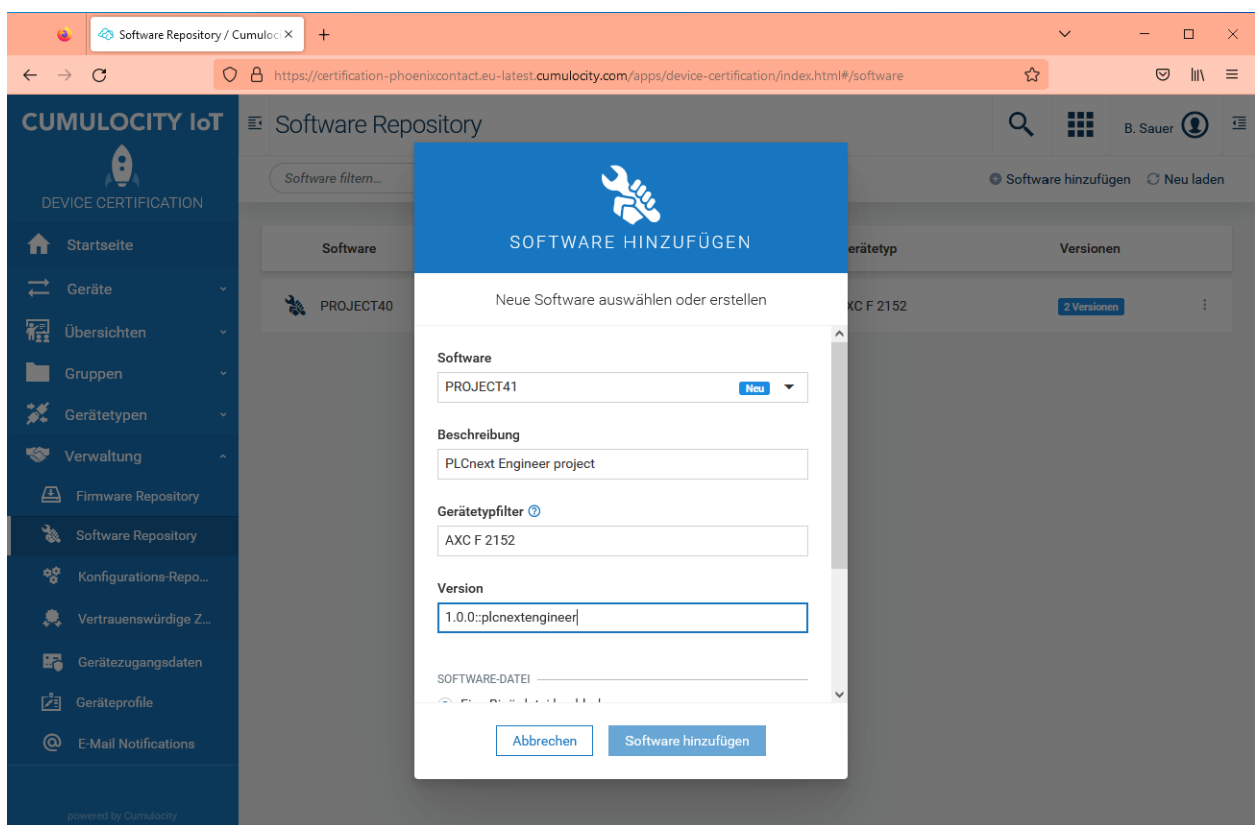 Software Repository / Cumuloci
https://certification-phoenixcontact.eu-latest.cumulocity.com/apps/device-certification/index.html#/software
CUMULOCITY IoT
DEVICE CERTIFICATION
Startseite
Geräte
Übersichten
Gruppen
Gerätetypen
Verwaltung
Firmware Repository
Software Repository
Konfigurations-Repo...
Vertrauenswürdige Z...
Gerätezugangsdaten
Geräteprofile
E-Mail Notifications
powered by Cumulocity
Software Repository
B. Sauer
Software filtern...
Software hinzufügen
Neu laden
Software
erätetyp
Versionen
PROJECT40
XC F 2152
2 Versionen
SOFTWARE HINZUFÜGEN
Neue Software auswählen oder erstellen
Software
PROJECT41
Neu
Beschreibung
PLCnext Engineer project
Gerätetypfilter
AXC F 2152
Version
1.0.0::plcnextengineer
SOFTWARE-DATEI
Abbrechen
Software hinzufügen